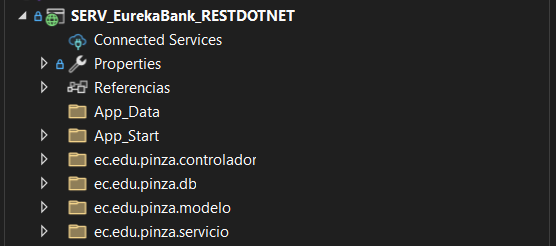 SERV_EurekaBank_RESTDOTNET
Connected Services
Properties
Referencias
App_Data
App_Start
ec.edu.pinza.controlador
ec.edu.pinza.db
ec.edu.pinza.modelo
ec.edu.pinza.servicio